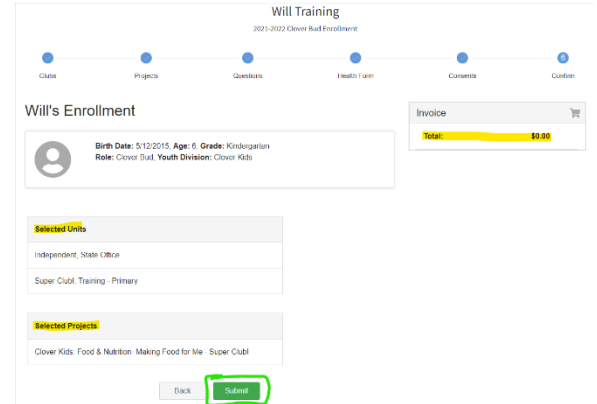 Will Training
2021-2022 Clover Bud Enrollment
Clubs Projects Questions Health Form Consents 6 Confirm
Will's Enrollment
Invoice
Total: $0.00
Birth Date: 5/12/2015, Age: 6, Grade: Kindergarten
Role: Clover Bud, Youth Division: Clover Kids
Selected Units
Independent, State Office
Super Club!, Training - Primary
Selected Projects
Clover Kids: Food & Nutrition- Making Food for Me - Super Club!
Back Submit